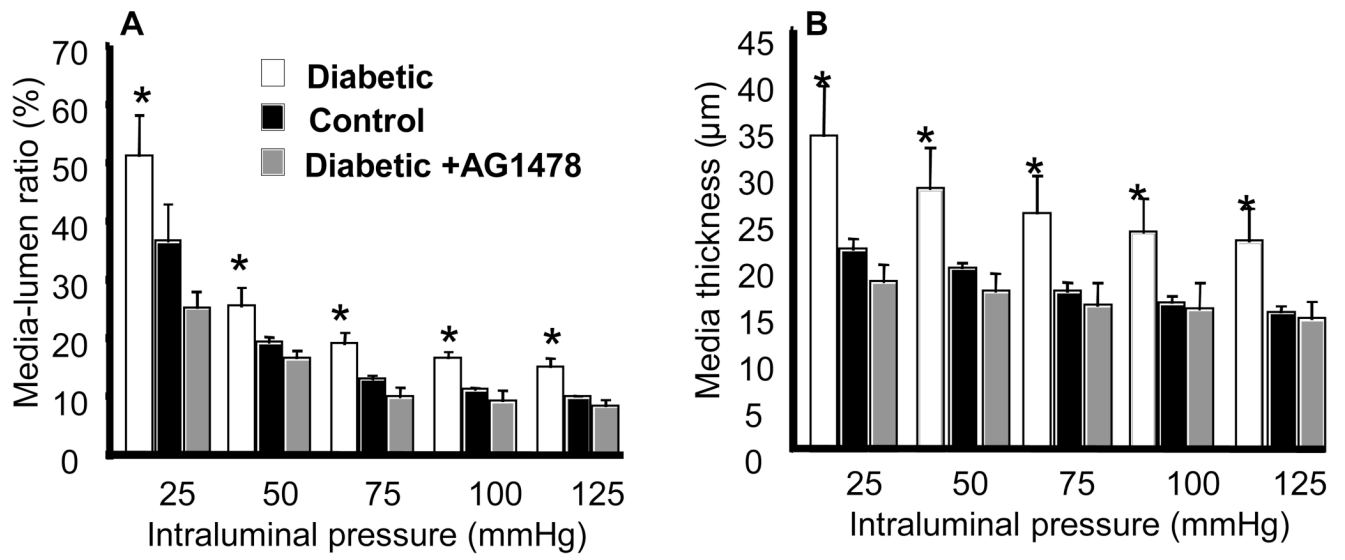 A
Media-lumen ratio (%)
70
60
50
40
30
20
10
0
*
*
*
*
*
Diabetic
Control
Diabetic +AG1478
25 50 75 100 125
Intraluminal pressure (mmHg)
B
Media thickness (µm)
45
40
35
30
25
20
15
10
5
0
*
*
*
*
*
25 50 75 100 125
Intraluminal pressure (mmHg)